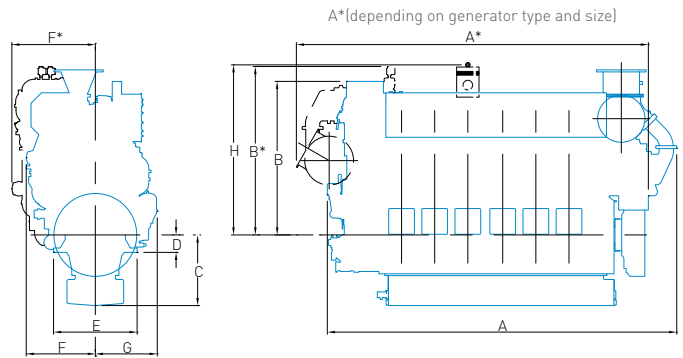 A*(depending on generator type and size)
F*
A*
C
H
B*
B
D
C
E
A
F
G